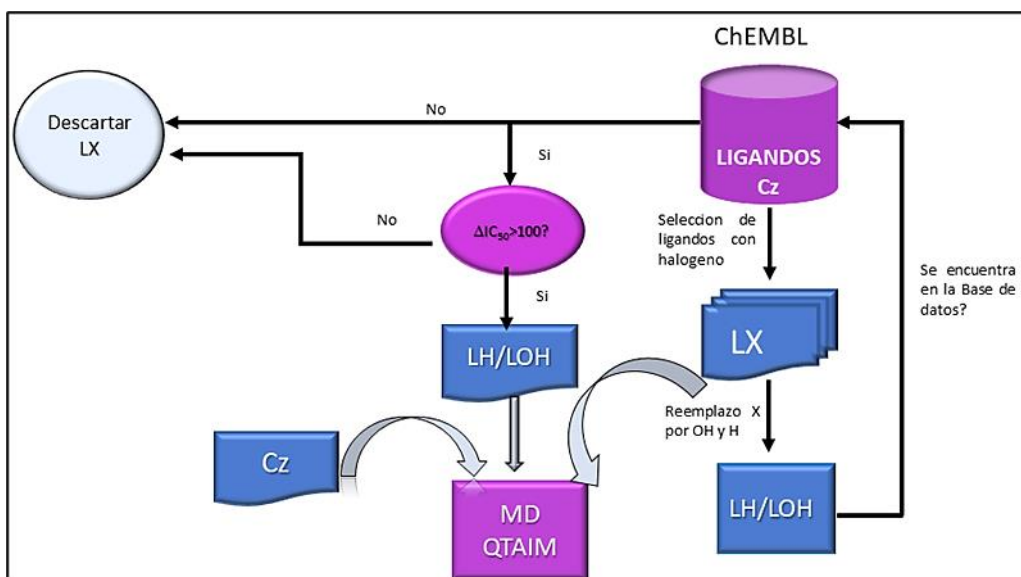 ChEMBL
LIGANDOS
Cz
No
Descartar
LX
Si
No
ΔIC50>100?
Seleccion de
ligandos con
halogeno
Se encuentra
en la Base de
datos?
Si
LH/LOH
LX
Reemplazo X
por OH y H
Cz
MD
QTAIM
LH/LOH